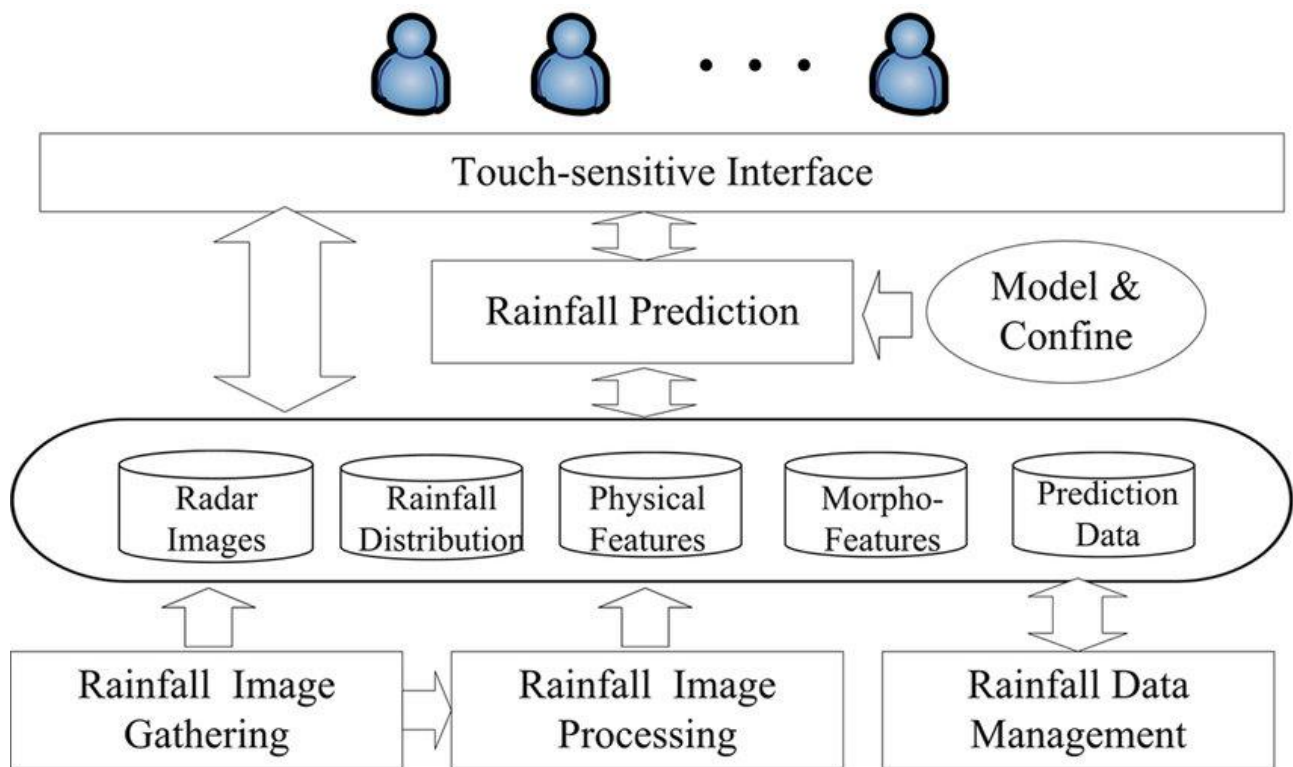 Touch-sensitive Interface
Rainfall Prediction
Model &
Confine
Radar
Images
Rainfall
Distribution
Physical
Features
Morpho-
Features
Prediction
Data
Rainfall Image
Gathering
Rainfall Image
Processing
Rainfall Data
Management